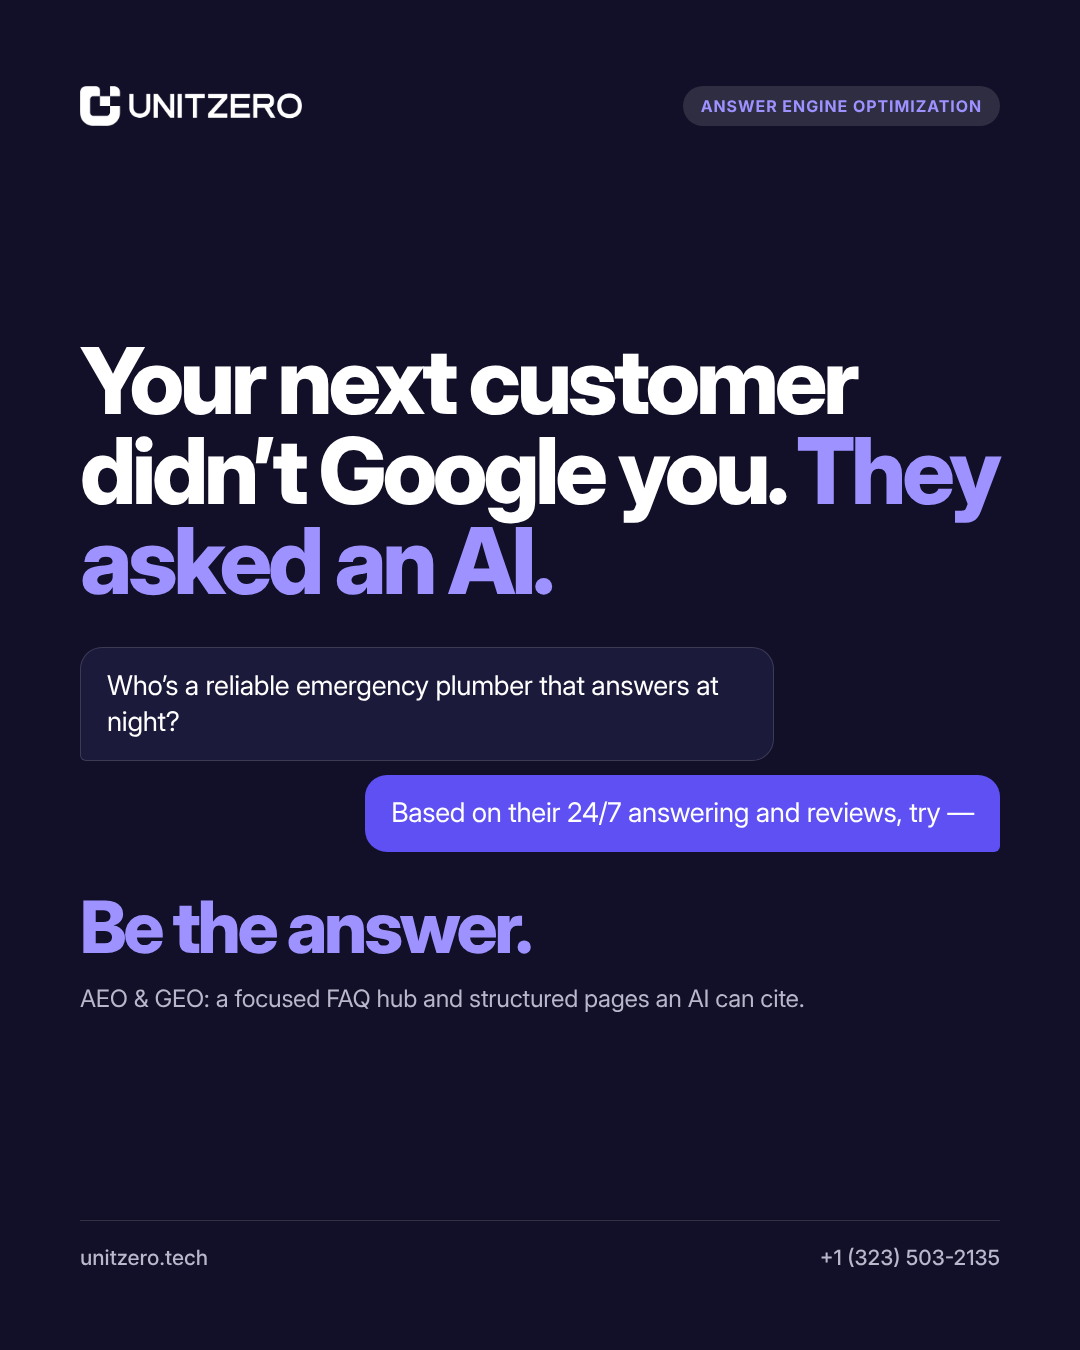 UNITZERO
ANSWER ENGINE OPTIMIZATION
Your next customer
didn't Google you. They
asked an AI.
Who's a reliable emergency plumber that answers at
night?
Based on their 24/7 answering and reviews, try —
Be the answer.
AEO & GEO: a focused FAQ hub and structured pages an AI can cite.
unitzero.tech
+1 (323) 503-2135